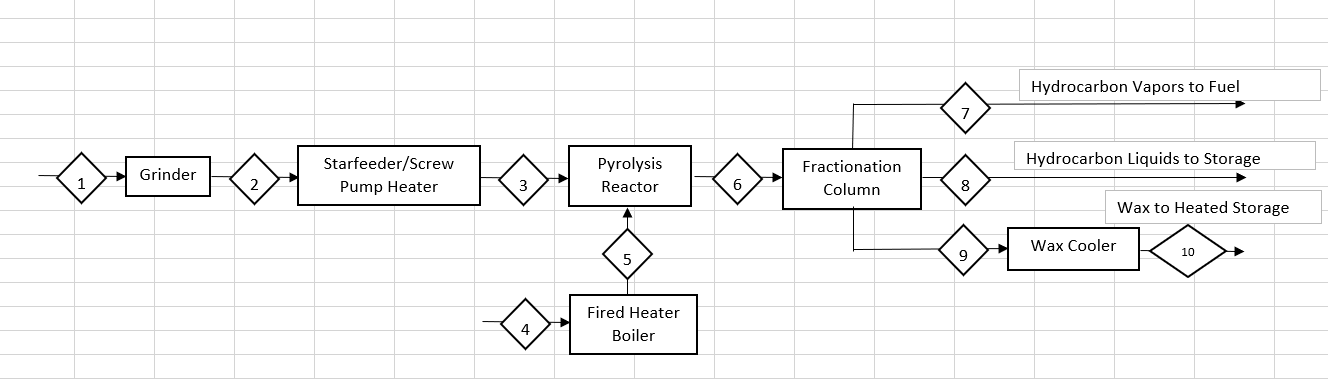 Hydrocarbon Vapors to Fuel
7
1
Grinder
2
Starfeeder/Screw
Pump Heater
3
Pyrolysis
Reactor
6
Fractionation
Column
8
Hydrocarbon Liquids to Storage
Wax to Heated Storage
5
9
Wax Cooler
10
4
Fired Heater
Boiler